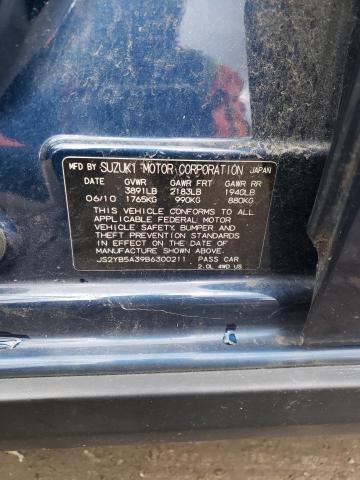 MFD BY SUZUKI MOTOR CORPORATION JAPAN
DATE GVWR GAWR FRT GAWR RR
3891LB 2183LB 1940LB
06/10 1765KG 990KG 880KG
THIS VEHICLE CONFORMS TO ALL
APPLICABLE FEDERAL MOTOR
VEHICLE SAFETY, BUMPER AND
THEFT PREVENTION STANDARDS
IN EFFECT ON THE DATE OF
MANUFACTURE SHOWN ABOVE.
JS2YB5A39B6300211 PASS CAR
2.0L 4WD US